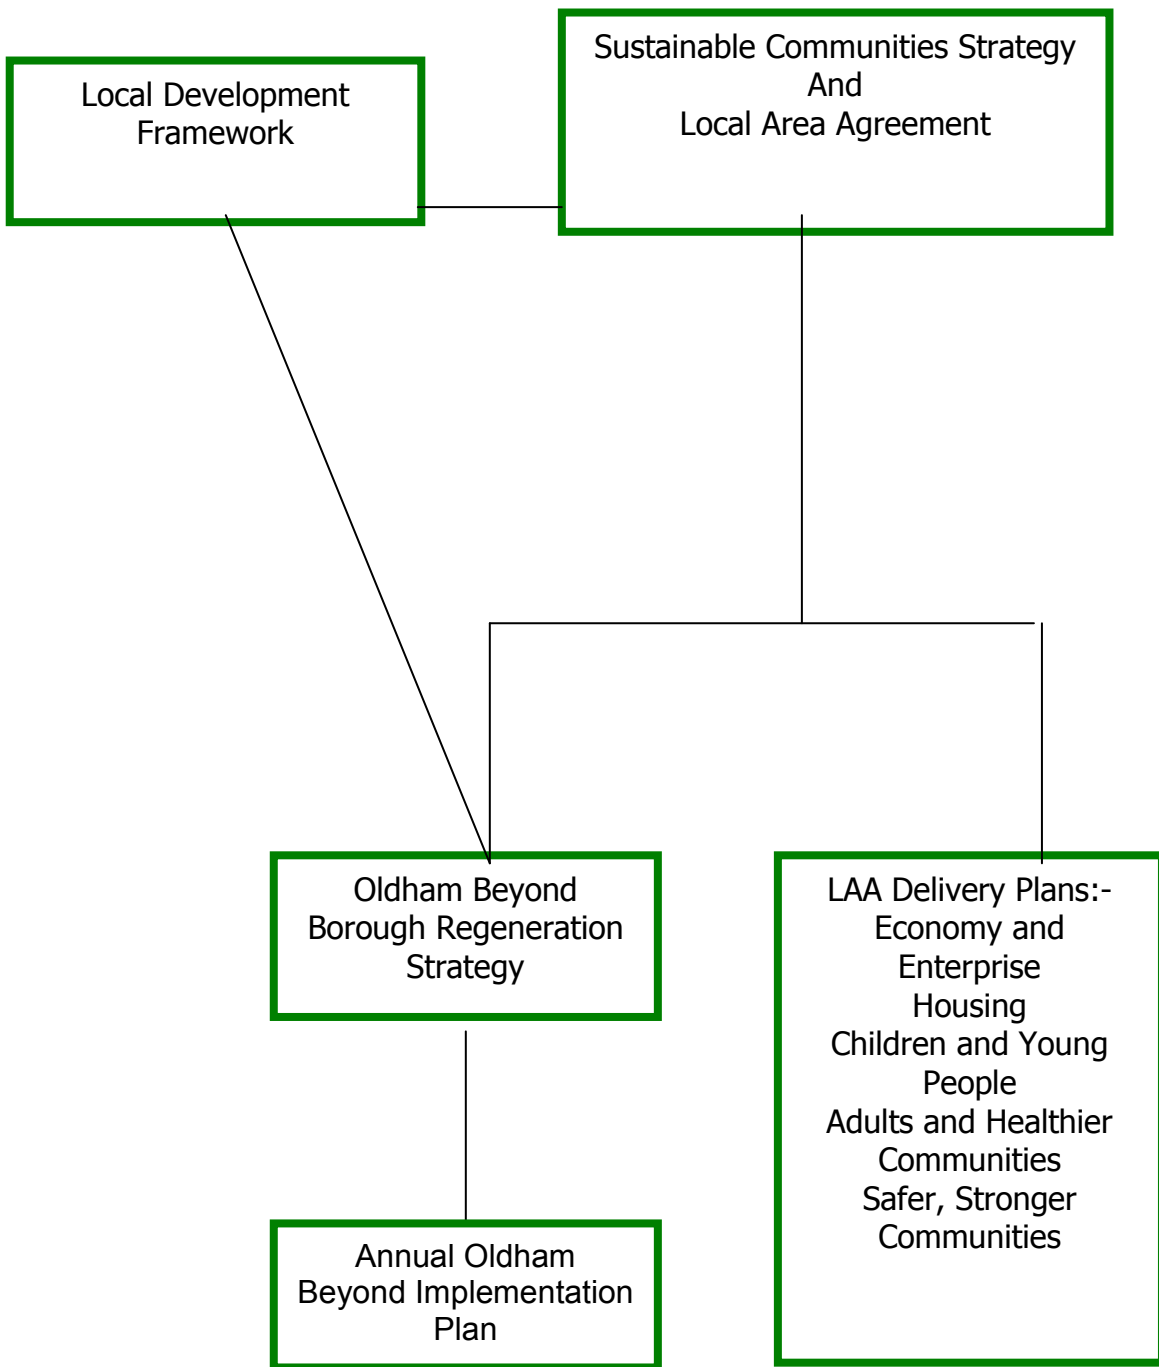 Local Development
Framework
Sustainable Communities Strategy
And
Local Area Agreement
Oldham Beyond
Borough Regeneration
Strategy
LAA Delivery Plans:-
Economy and
Enterprise
Housing
Children and Young
People
Adults and Healthier
Communities
Safer, Stronger
Communities
Annual Oldham
Beyond Implementation
Plan